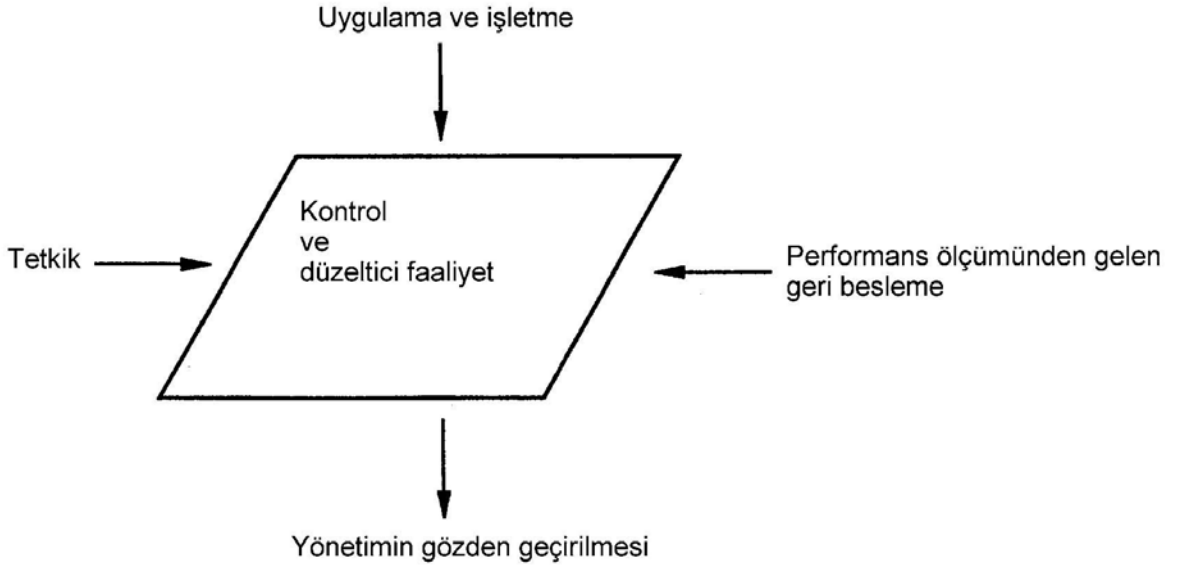 Uygulama ve işletme
Kontrol
ve
düzeltici faaliyet
Tetkik
Performans ölçümünden gelen
geri besleme
Yönetimin gözden geçirilmesi